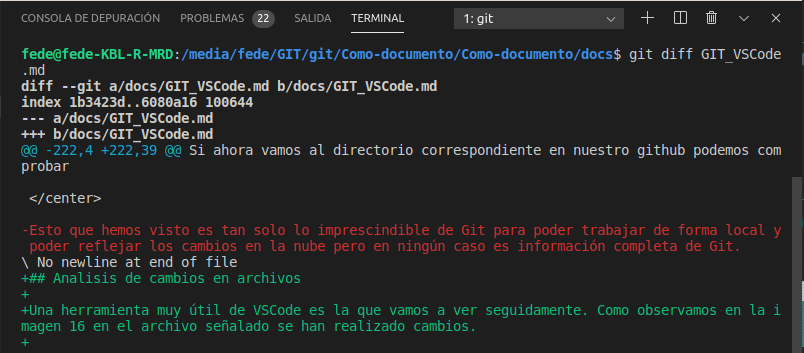 CONSOLA DE DEPURACIÓN PROBLEMAS 22 SALIDA TERMINAL 1: git
fede@fede-KBL-R-MRD:/media/fede/GIT/git/Como-documento/Como-documento/docs$ git diff GIT_VSCode
.md
diff --git a/docs/GIT_VSCode.md b/docs/GIT_VSCode.md
index 1b3423d..6080a16 100644
--- a/docs/GIT_VSCode.md
+++ b/docs/GIT_VSCode.md
@@ -222,4 +222,39 @@ Si ahora vamos al directorio correspondiente en nuestro github podemos com
probar
</center>
-Esto que hemos visto es tan solo lo imprescindible de Git para poder trabajar de forma local y
poder reflejar los cambios en la nube pero en ningún caso es información completa de Git.
\ No newline at end of file
+## Analisis de cambios en archivos
+
+Una herramienta muy útil de VSCode es la que vamos a ver seguidamente. Como observamos en la i
magen 16 en el archivo señalado se han realizado cambios.
+